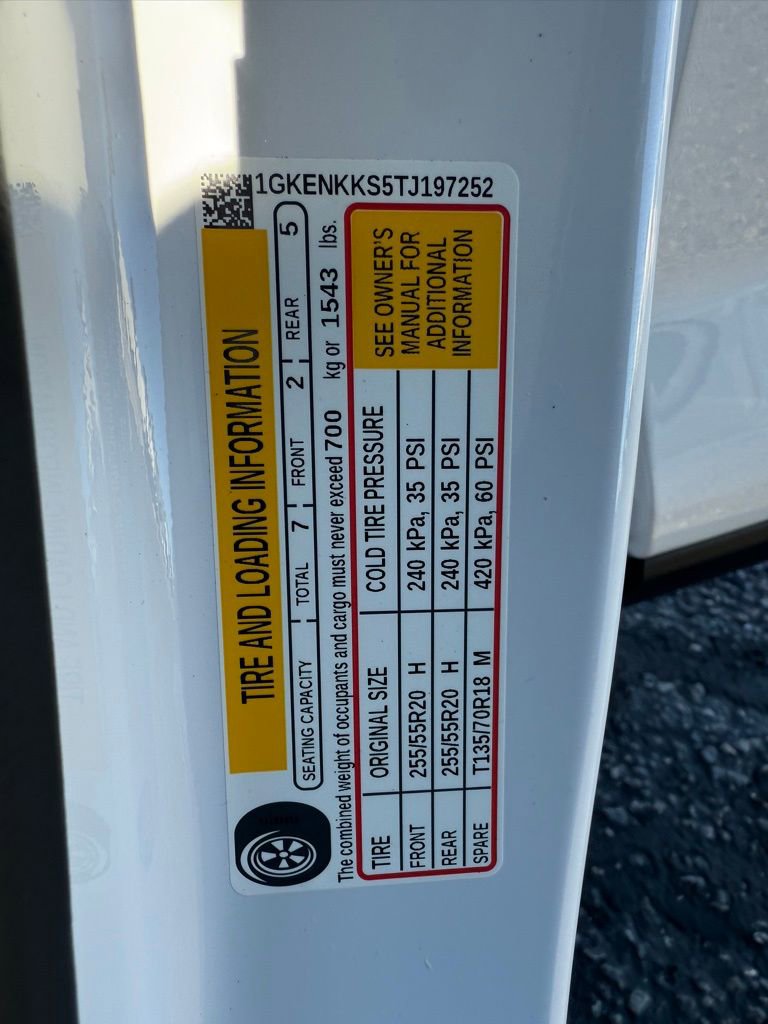 1GKENKKS5TJ197252
TIRE AND LOADING INFORMATION
SEATING CAPACITY TOTAL 7 FRONT 2 REAR 5
The combined weight of occupants and cargo must never exceed 700 kg or 1543 lbs.
TIRE ORIGINAL SIZE COLD TIRE PRESSURE
FRONT 255/55R20 H 240 kPa, 35 PSI
REAR 255/55R20 H 240 kPa, 35 PSI
SPARE T135/70R18 M 420 kPa, 60 PSI
SEE OWNER'S
MANUAL FOR
ADDITIONAL
INFORMATION